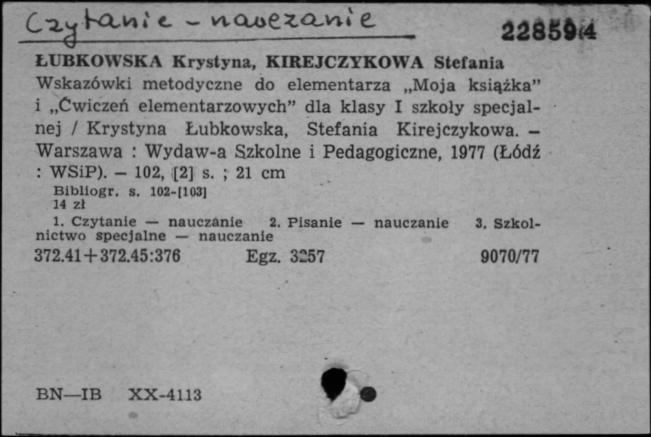 Czytanie – nauczanie
228594
ŁUBKOWSKA Krystyna, KIREJCZYKOWA Stefania
Wskazówki metodyczne do elementarza „Moja książka”
i „Ćwiczeń elementarzowych” dla klasy I szkoły specjal-
nej / Krystyna Łubkowska, Stefania Kirejczykowa. –
Warszawa : Wydaw-a Szkolne i Pedagogiczne, 1977 (Łódź
: WSiP). – 102, [2] s. ; 21 cm
Bibliogr. s. 102-[103]
14 zł
1. Czytanie — nauczanie 2. Pisanie — nauczanie 3. Szkol-
nictwo specjalne — nauczanie
372.41+372.45:376 Egz. 3257 9070/77
BN—IB XX-4113